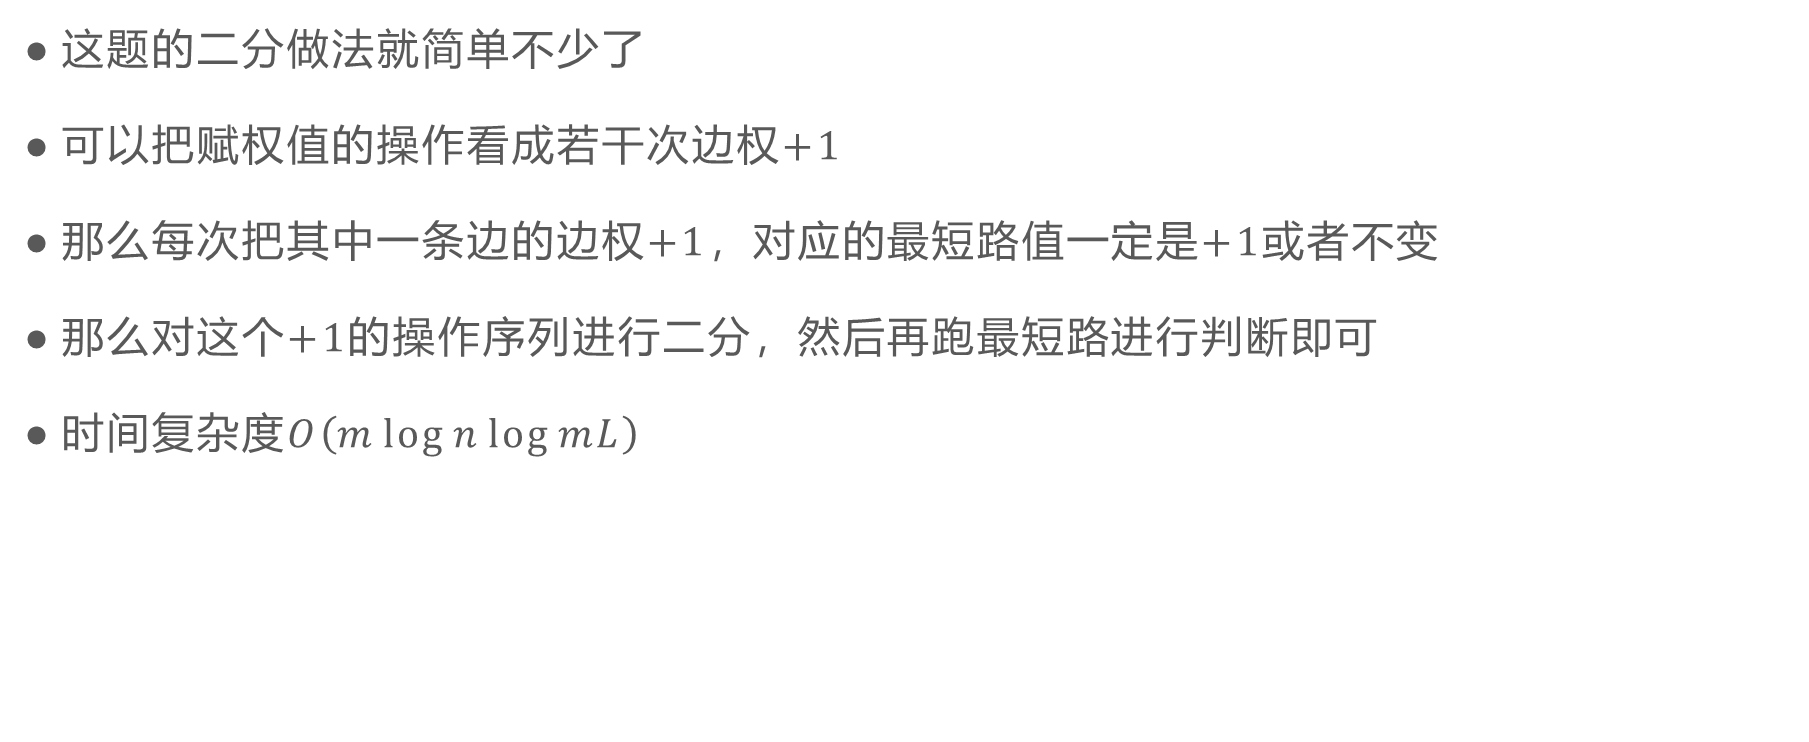 ● 这题的二分做法就简单不少了
● 可以把赋权值的操作看成若干次边权+1
● 那么每次把其中一条边的边权+1，对应的最短路值一定是+1或者不变
● 那么对这个+1的操作序列进行二分，然后再跑最短路进行判断即可
● 时间复杂度O(m log n log mL)